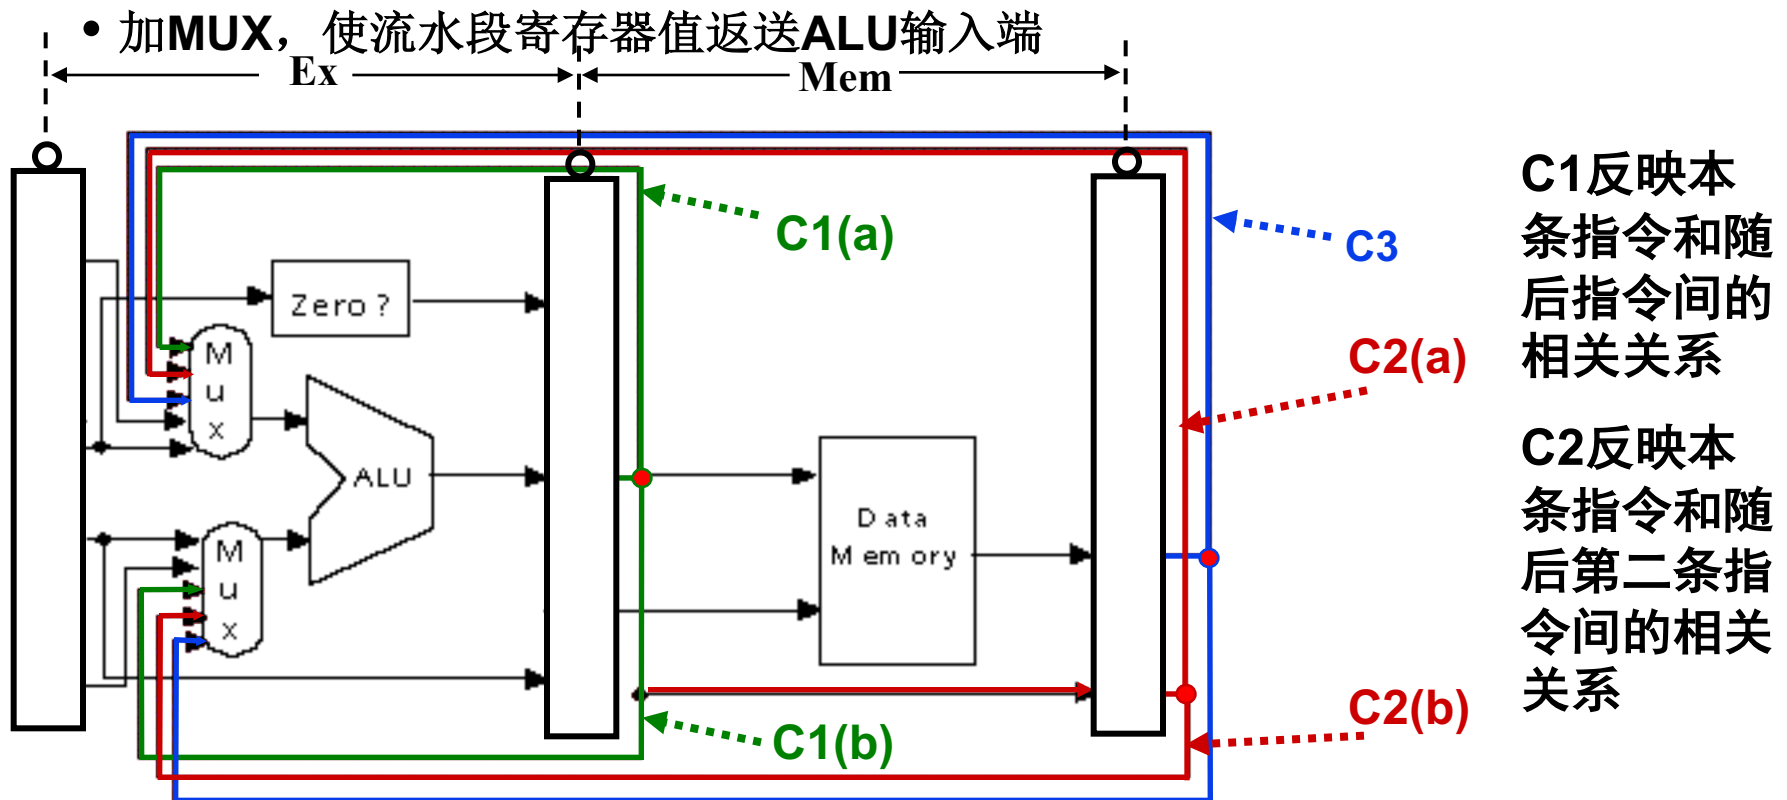 • 加MUX，使流水段寄存器值返送ALU输入端
Ex
Mem
C1(a)
C3
C2(a)
C1(b)
C2(b)
Zero?
M
u
x
ALU
M
u
x
Data
Memory
C1反映本
条指令和随
后指令间的
相关关系
C2反映本
条指令和随
后第二条指
令间的相关
关系